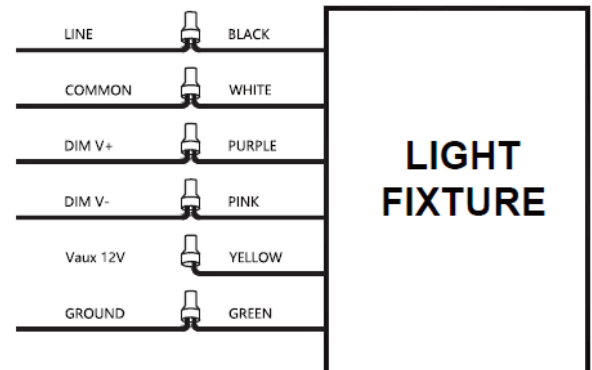 LINE BLACK
COMMON WHITE
DIM V+ PURPLE
DIM V- PINK
Vaux 12V YELLOW
GROUND GREEN
LIGHT
FIXTURE